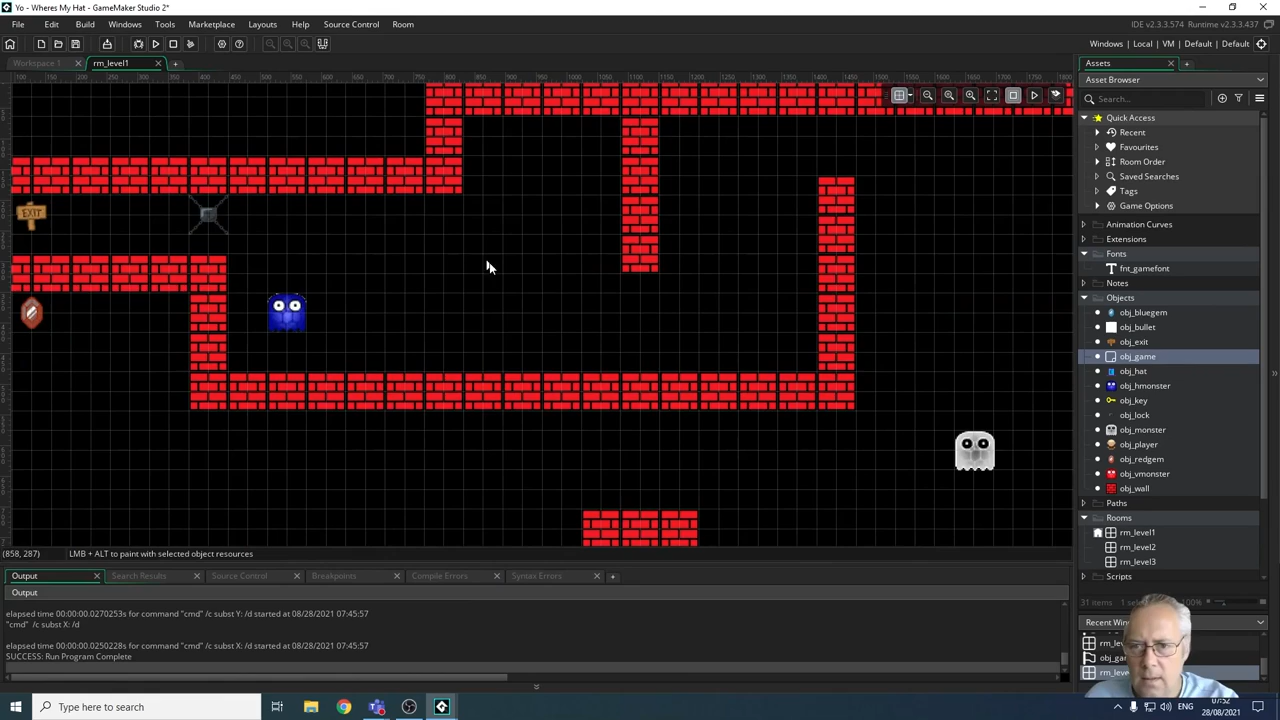 Yo - Wheres My Hat - GameMaker Studio 2*
File Edit Build Windows Tools Marketplace Layouts Help Source Control Room
IDE v2.3.3.574 Runtime v2.3.3.437
Windows | Local | VM | Default | Default
Workspace 1 rm_level1
Assets
Asset Browser
Search...
Quick Access
Recent
Favourites
Room Order
Saved Searches
Tags
Game Options
Animation Curves
Extensions
Fonts
fnt_gamefont
Notes
Objects
obj_bluegem
obj_bullet
obj_exit
obj_game
obj_hat
obj_hmonster
obj_key
obj_lock
obj_monster
obj_player
obj_redgem
obj_vmonster
obj_wall
Paths
Rooms
rm_level1
rm_level2
rm_level3
Scripts
EXIT
(858, 287) LMB + ALT to paint with selected object resources
Output Search Results Source Control Breakpoints Compile Errors Syntax Errors
Output
elapsed time 00:00:00.0270253s for command "cmd" /c subst Y: /d started at 08/28/2021 07:45:57
"cmd" /c subst X: /d
elapsed time 00:00:00.0250228s for command "cmd" /c subst X: /d started at 08/28/2021 07:45:57
SUCCESS: Run Program Complete
31 items
100%
Type here to search
ENG
07:52
28/08/2021